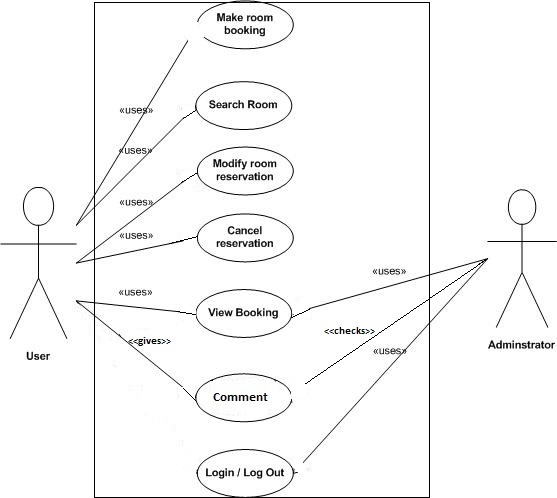 Make room
booking
«uses»
Search Room
«uses»
Modify room
reservation
«uses»
Cancel
reservation
«uses»
«uses»
View Booking
«uses»
<<gives>>
<<checks>>
«uses»
User
Adminstrator
Comment
Login / Log Out